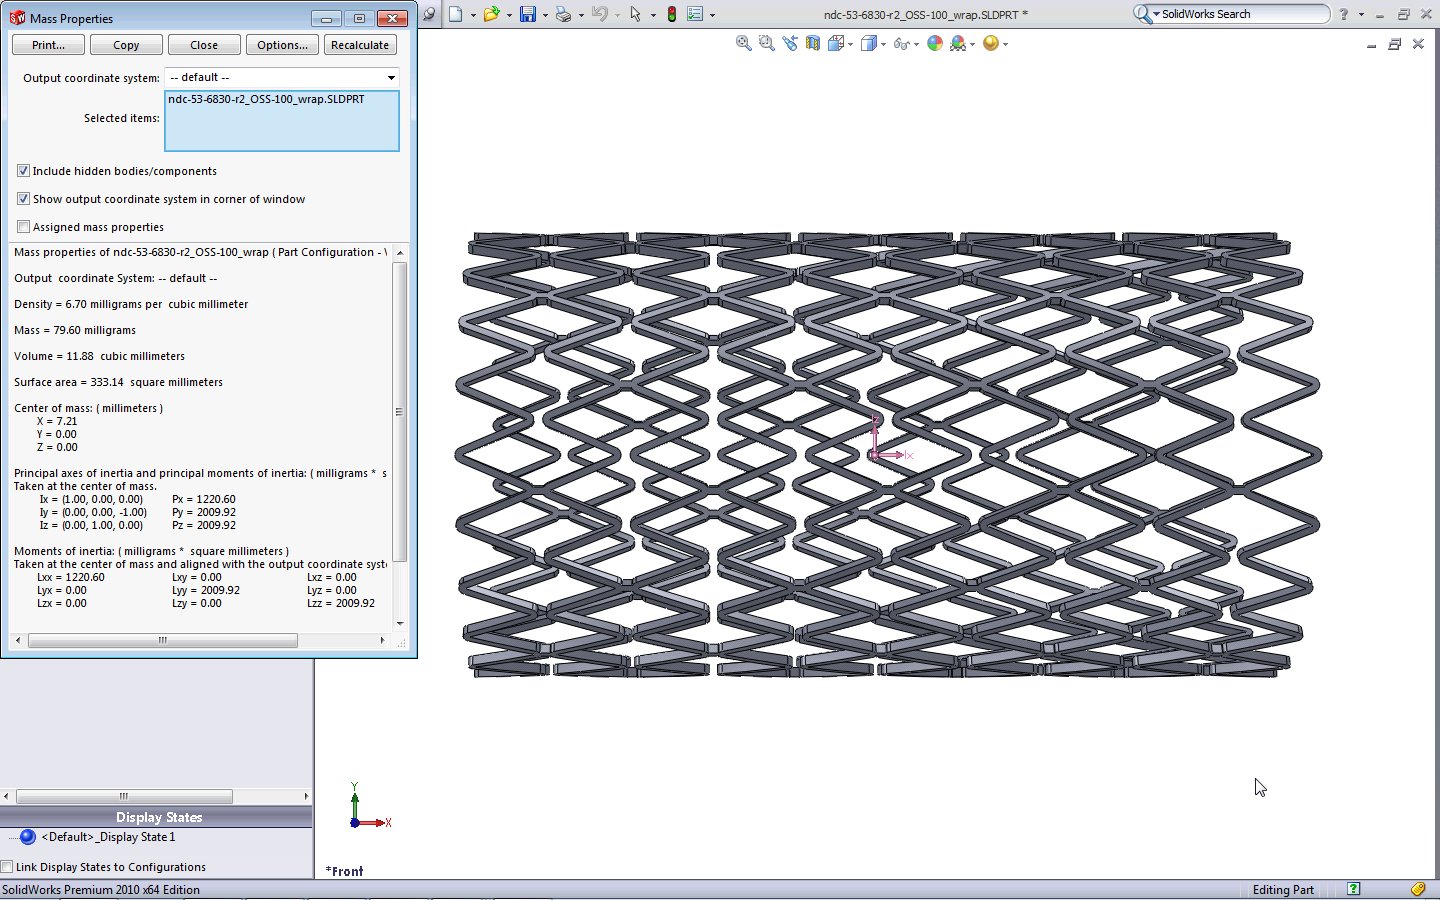 Mass Properties
ndc-53-6830-r2_OSS-100_wrap.SLDPRT *
SolidWorks Search
Print...
Copy
Close
Options...
Recalculate
Output coordinate system:
-- default --
Selected items:
ndc-53-6830-r2_OSS-100_wrap.SLDPRT
Include hidden bodies/components
Show output coordinate system in corner of window
Assigned mass properties
Mass properties of ndc-53-6830-r2_OSS-100_wrap ( Part Configuration -
Output coordinate System: -- default --
Density = 6.70 milligrams per cubic millimeter
Mass = 79.60 milligrams
Volume = 11.88 cubic millimeters
Surface area = 333.14 square millimeters
Center of mass: ( millimeters )
X = 7.21
Y = 0.00
Z = 0.00
Principal axes of inertia and principal moments of inertia: ( milligrams * s
Taken at the center of mass.
Ix = (1.00, 0.00, 0.00) Px = 1220.60
Iy = (0.00, 0.00, -1.00) Py = 2009.92
Iz = (0.00, 1.00, 0.00) Pz = 2009.92
Moments of inertia: ( milligrams * square millimeters )
Taken at the center of mass and aligned with the output coordinate syste
Lxx = 1220.60 Lxy = 0.00 Lxz = 0.00
Lyx = 0.00 Lyy = 2009.92 Lyz = 0.00
Lzx = 0.00 Lzy = 0.00 Lzz = 2009.92
Display States
<Default>_Display State 1
Link Display States to Configurations
Y
X
*Front
SolidWorks Premium 2010 x64 Edition
Editing Part